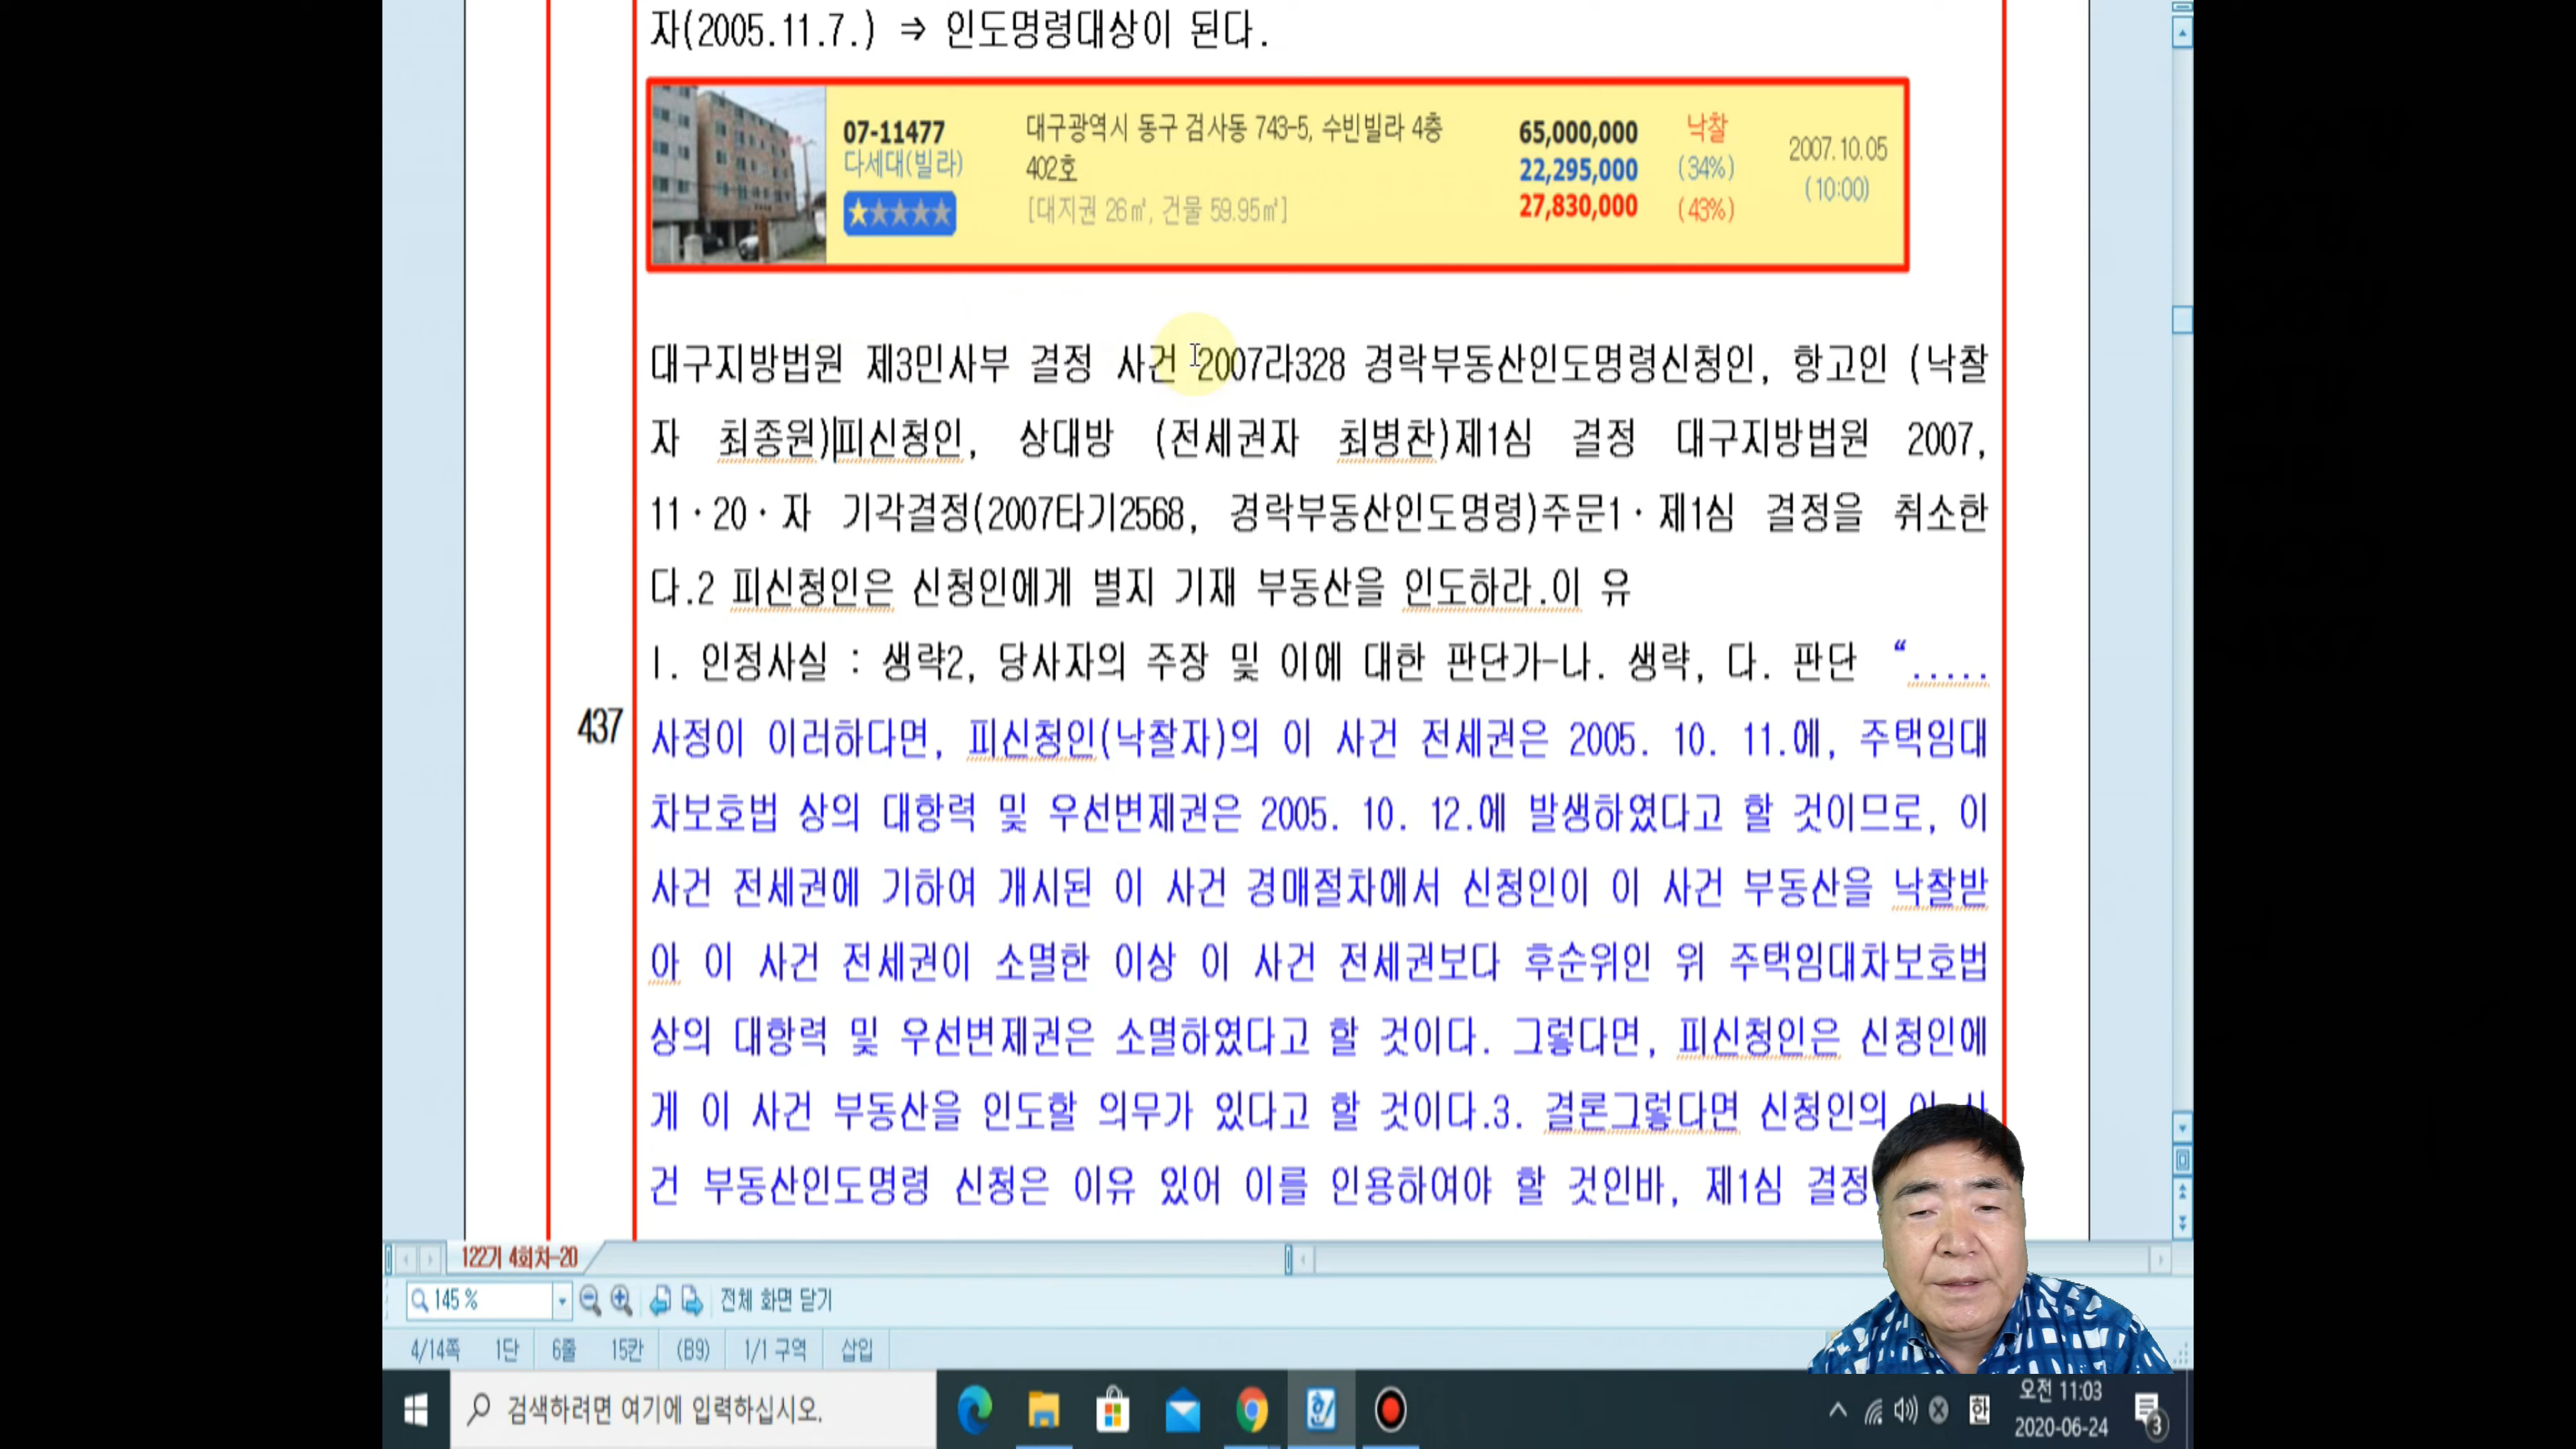 자(2005.11.7.) ⇒ 인도명령대상이 된다.
07-11477
다세대(빌라)
대구광역시 동구 검사동 743-5, 수빈빌라 4층
402호
[대지권 26㎡, 건물 59.95㎡]
65,000,000
22,295,000
27,830,000
낙찰
(34%)
(43%)
2007.10.05
(10:00)
대구지방법원 제3민사부 결정 사건 2007라328 경락부동산인도명령신청인, 항고인 (낙찰
자 최종원)피신청인, 상대방 (전세권자 최병찬)제1심 결정 대구지방법원 2007,
11·20·자 기각결정(2007타기2568, 경락부동산인도명령)주문1·제1심 결정을 취소한
다.2 피신청인은 신청인에게 별지 기재 부동산을 인도하라.이 유
I. 인정사실 : 생략2, 당사자의 주장 및 이에 대한 판단가-나. 생략, 다. 판단 “.....
437
사정이 이러하다면, 피신청인(낙찰자)의 이 사건 전세권은 2005. 10. 11.에, 주택임대
차보호법 상의 대항력 및 우선변제권은 2005. 10. 12.에 발생하였다고 할 것이므로, 이
사건 전세권에 기하여 개시된 이 사건 경매절차에서 신청인이 이 사건 부동산을 낙찰받
아 이 사건 전세권이 소멸한 이상 이 사건 전세권보다 후순위인 위 주택임대차보호법
상의 대항력 및 우선변제권은 소멸하였다고 할 것이다. 그렇다면, 피신청인은 신청인에
게 이 사건 부동산을 인도할 의무가 있다고 할 것이다.3. 결론그렇다면 신청인의 이 사
건 부동산인도명령 신청은 이유 있어 이를 인용하여야 할 것인바, 제1심 결정
122기 4회차-20
145 %
전체 화면 닫기
4/14쪽 1단 6줄 15칸 (B9) 1/1 구역 삽입
검색하려면 여기에 입력하십시오.
한
오전 11:03
2020-06-24
3